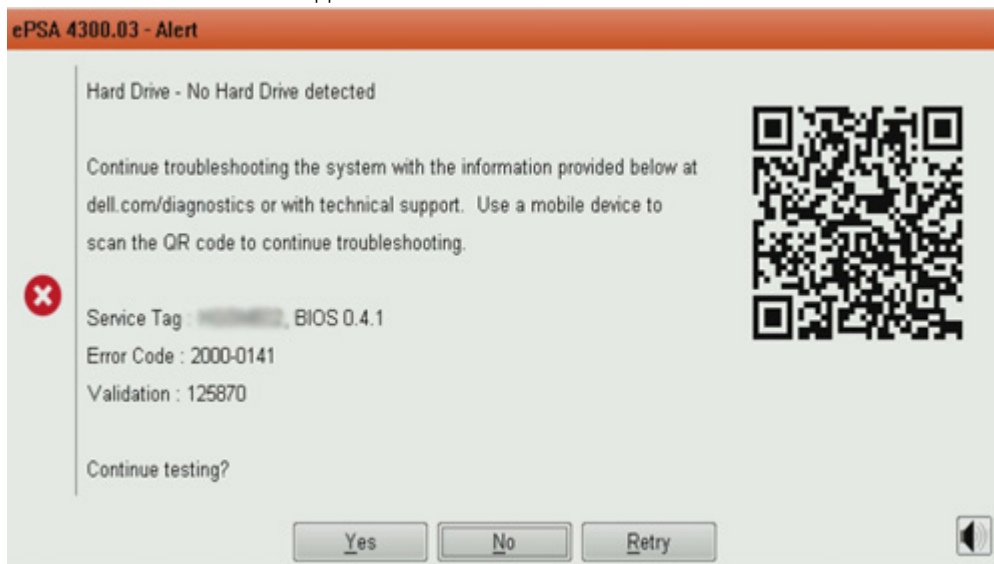 ePSA 4300.03 - Alert
Hard Drive - No Hard Drive detected
Continue troubleshooting the system with the information provided below at
dell.com/diagnostics or with technical support. Use a mobile device to
scan the QR code to continue troubleshooting.
Service Tag : , BIOS 0.4.1
Error Code : 2000-0141
Validation : 125870
Continue testing?
Yes No Retry